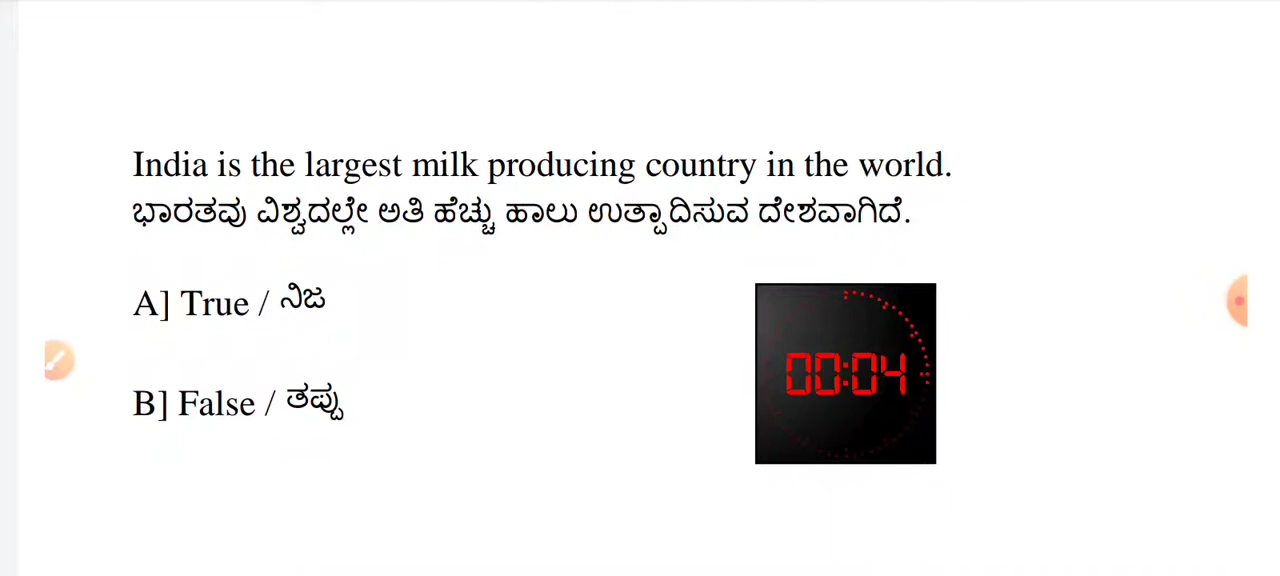 India is the largest milk producing country in the world.
ಭಾರತವು ವಿಶ್ವದಲ್ಲೇ ಅತಿ ಹೆಚ್ಚು ಹಾಲು ಉತ್ಪಾದಿಸುವ ದೇಶವಾಗಿದೆ.
A] True / ನಿಜ
00:04
B] False / ತಪ್ಪು